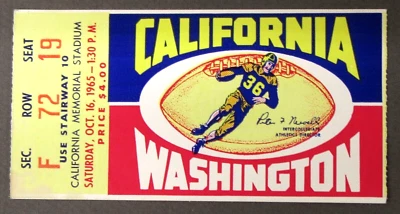 SEC. ROW SEAT
F 72 19
USE STAIRWAY 10
CALIFORNIA MEMORIAL STADIUM
SATURDAY, OCT. 16, 1965 — 1:30 P.M.
PRICE $4.00
CALIFORNIA
36
INTERCOLLEGIATE
ATHLETIC DIRECTOR
WASHINGTON